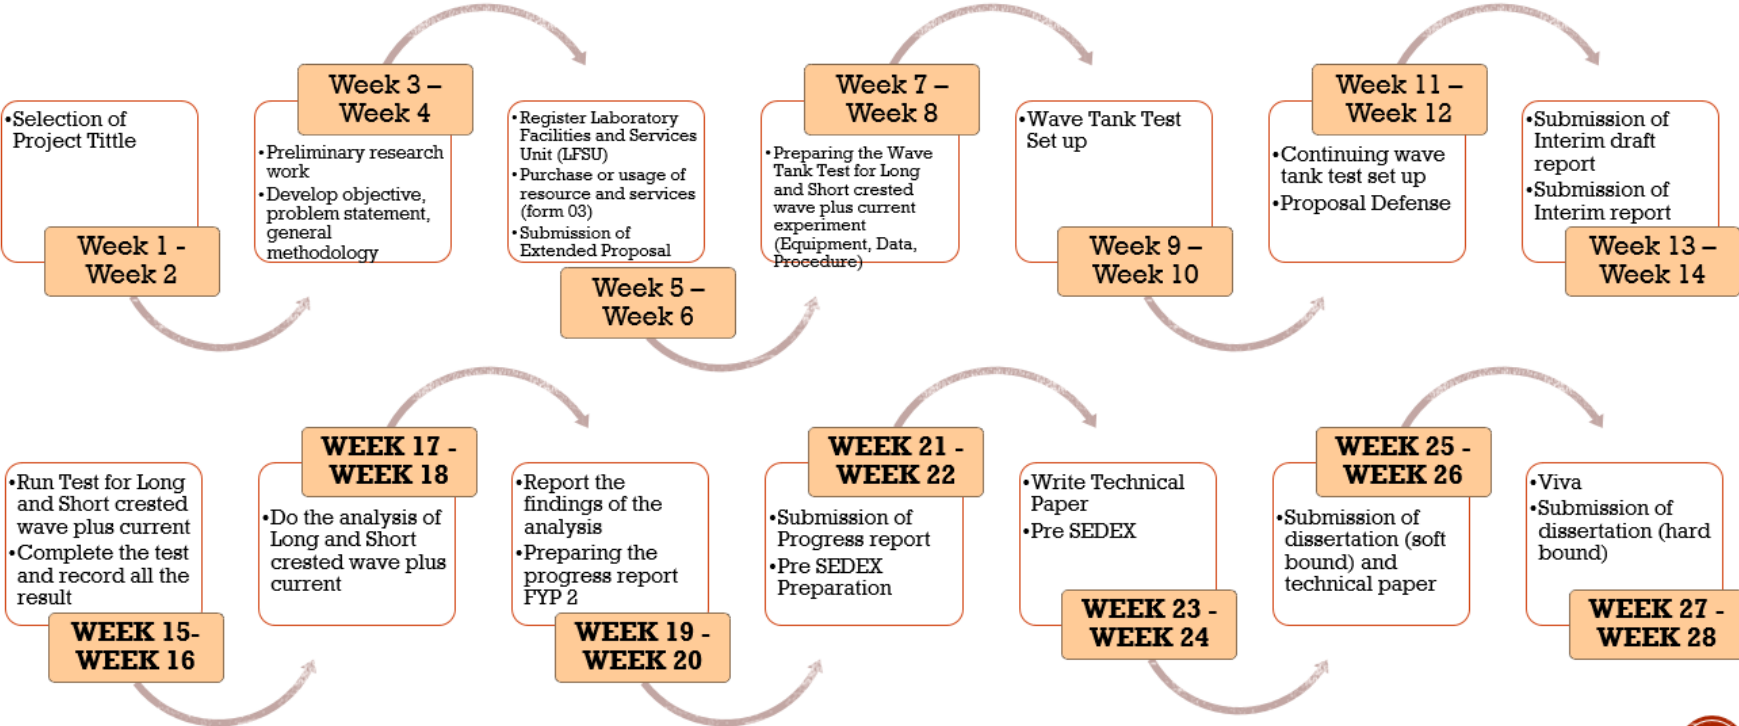 •Selection of
Project Tittle
Week 1 -
Week 2
Week 3 –
Week 4
•Preliminary research
work
•Develop objective,
problem statement,
general
methodology
•Register Laboratory
Facilities and Services
Unit (LFSU)
•Purchase or usage of
resource and services
(form 03)
•Submission of
Extended Proposal
Week 5 –
Week 6
Week 7 –
Week 8
•Preparing the Wave
Tank Test for Long
and Short crested
wave plus current
experiment
(Equipment, Data,
Procedure)
•Wave Tank Test
Set up
Week 9 –
Week 10
Week 11 –
Week 12
•Continuing wave
tank test set up
•Proposal Defense
•Submission of
Interim draft
report
•Submission of
Interim report
Week 13 –
Week 14
•Run Test for Long
and Short crested
wave plus current
•Complete the test
and record all the
result
WEEK 15-
WEEK 16
WEEK 17 -
WEEK 18
•Do the analysis of
Long and Short
crested wave plus
current
•Report the
findings of the
analysis
•Preparing the
progress report
FYP 2
WEEK 19 -
WEEK 20
WEEK 21 -
WEEK 22
•Submission of
Progress report
•Pre SEDEX
Preparation
•Write Technical
Paper
•Pre SEDEX
WEEK 23 -
WEEK 24
WEEK 25 -
WEEK 26
•Submission of
dissertation (soft
bound) and
technical paper
•Viva
•Submission of
dissertation (hard
bound)
WEEK 27 -
WEEK 28